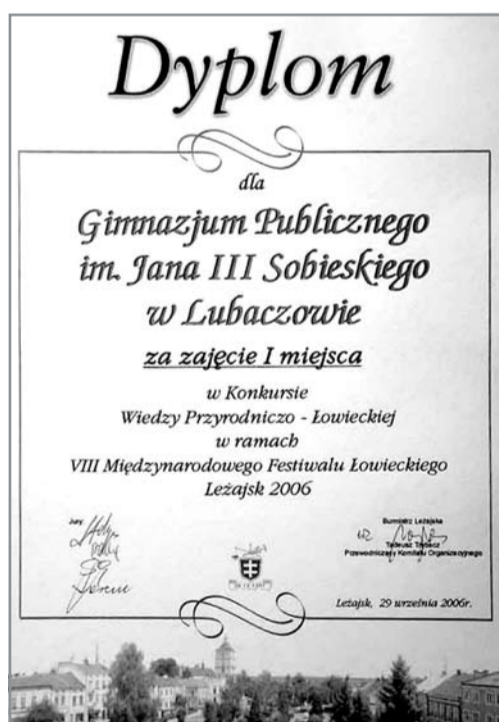 Dyplom
dla
Gimnazjum Publicznego
im. Jana III Sobieskiego
w Lubaczowie
za zajęcie I miejsca
w Konkursie
Wiedzy Przyrodniczo - Łowieckiej
w ramach
VIII Międzynarodowego Festiwalu Łowieckiego
Leżajsk 2006
Jury:
Burmistrz Leżajska
Tadeusz
Przewodniczący Komitetu Organizacyjnego
Leżajsk, 29 września 2006r.